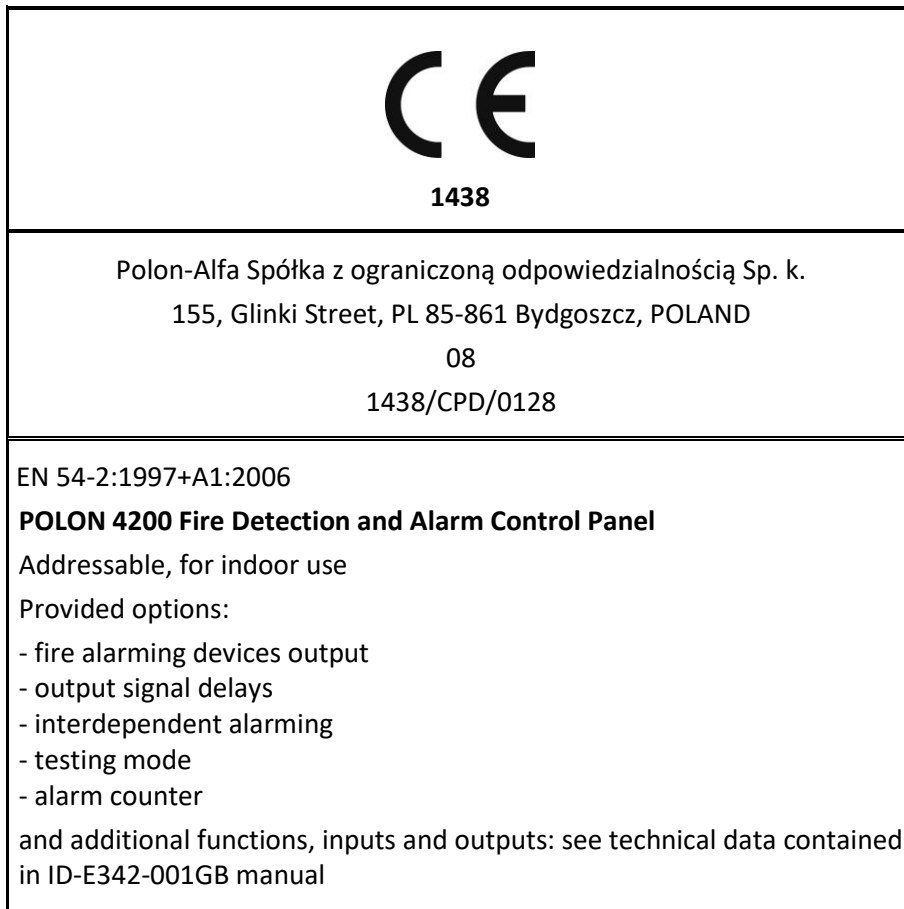 CE
1438
Polon-Alfa Spółka z ograniczoną odpowiedzialnością Sp. k.
155, Glinki Street, PL 85-861 Bydgoszcz, POLAND
08
1438/CPD/0128
EN 54-2:1997+A1:2006
POLON 4200 Fire Detection and Alarm Control Panel
Addressable, for indoor use
Provided options:
- fire alarming devices output
- output signal delays
- interdependent alarming
- testing mode
- alarm counter
and additional functions, inputs and outputs: see technical data contained
in ID-E342-001GB manual